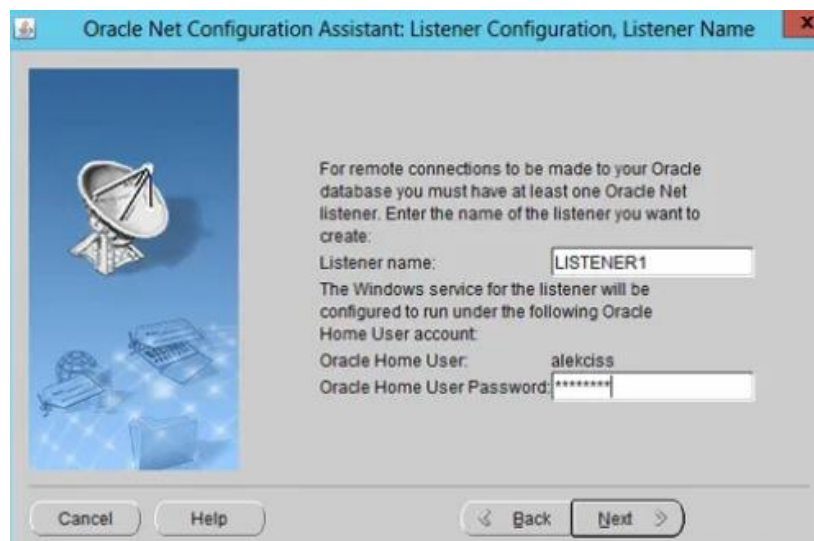 Oracle Net Configuration Assistant: Listener Configuration, Listener Name
x
For remote connections to be made to your Oracle
database you must have at least one Oracle Net
listener. Enter the name of the listener you want to
create:
Listener name: LISTENER1
The Windows service for the listener will be
configured to run under the following Oracle
Home User account:
Oracle Home User: alekciss
Oracle Home User Password: ********
Cancel Help Back Next